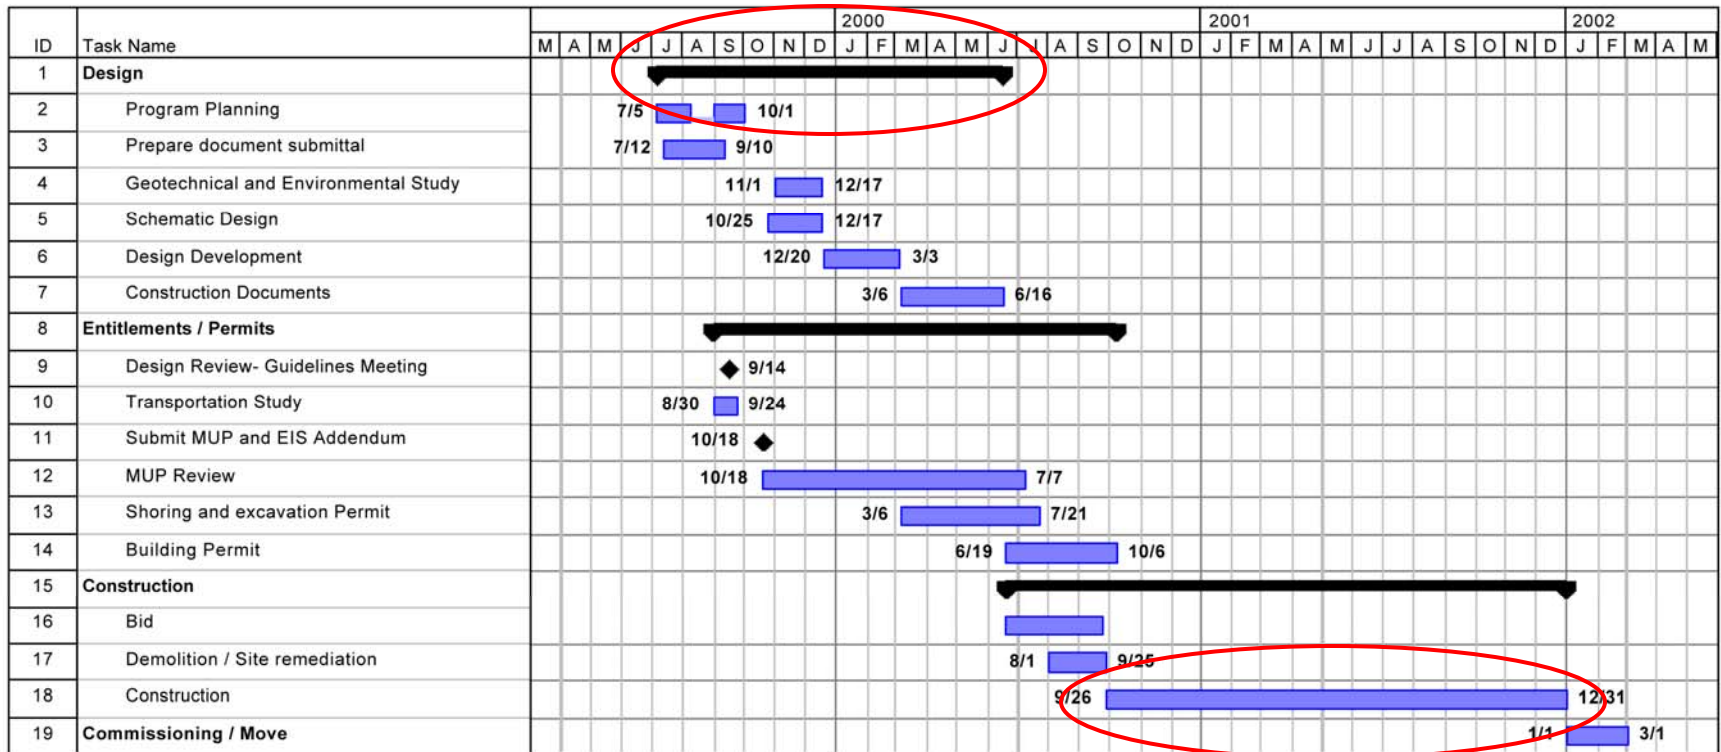 2000 2001 2002
ID Task Name M A M J J A S O N D J F M A M J J A S O N D J F M A M J J A S O N D J F M A M
1 Design
2 Program Planning 7/5 10/1
3 Prepare document submittal 7/12 9/10
4 Geotechnical and Environmental Study 11/1 12/17
5 Schematic Design 10/25 12/17
6 Design Development 12/20 3/3
7 Construction Documents 3/6 6/16
8 Entitlements / Permits
9 Design Review- Guidelines Meeting 9/14
10 Transportation Study 8/30 9/24
11 Submit MUP and EIS Addendum 10/18
12 MUP Review 10/18 7/7
13 Shoring and excavation Permit 3/6 7/21
14 Building Permit 6/19 10/6
15 Construction
16 Bid
17 Demolition / Site remediation 8/1 9/25
18 Construction 9/26 12/31
19 Commissioning / Move 1/1 3/1